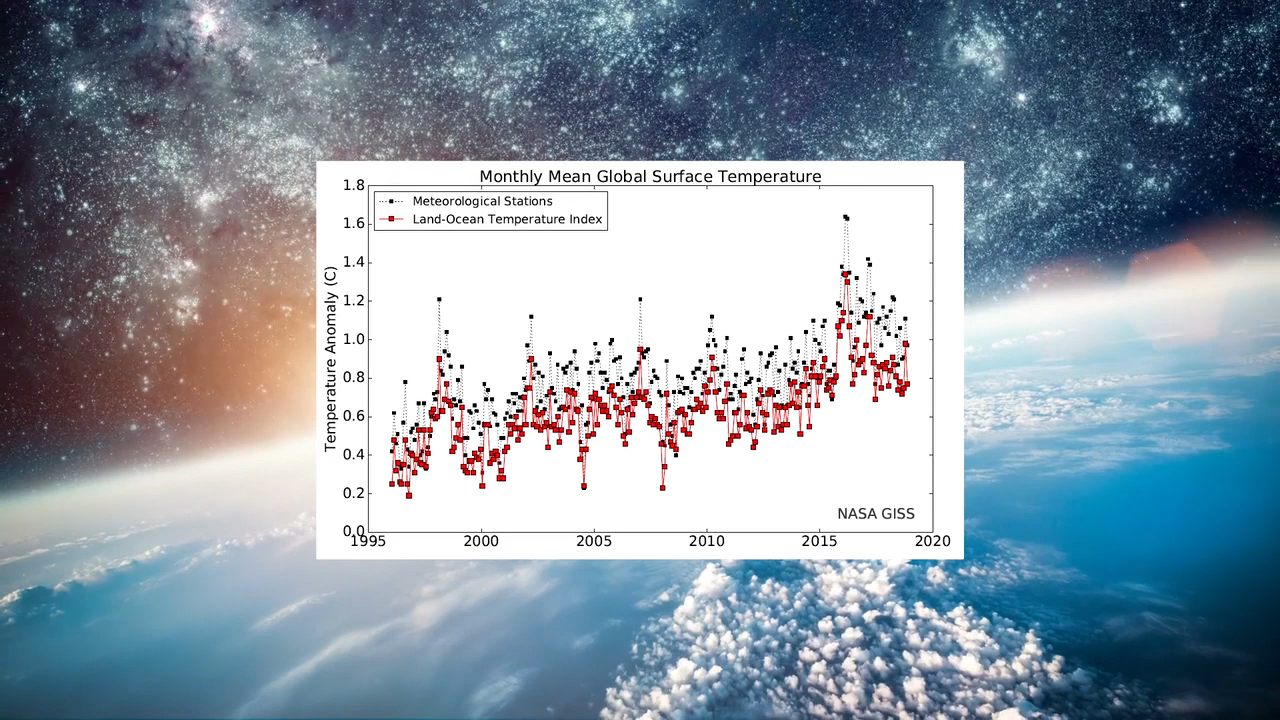 Monthly Mean Global Surface Temperature
1.8
1.6
1.4
1.2
1.0
0.8
0.6
0.4
0.2
0.0
Temperature Anomaly (C)
Meteorological Stations
Land-Ocean Temperature Index
NASA GISS
1995 2000 2005 2010 2015 2020